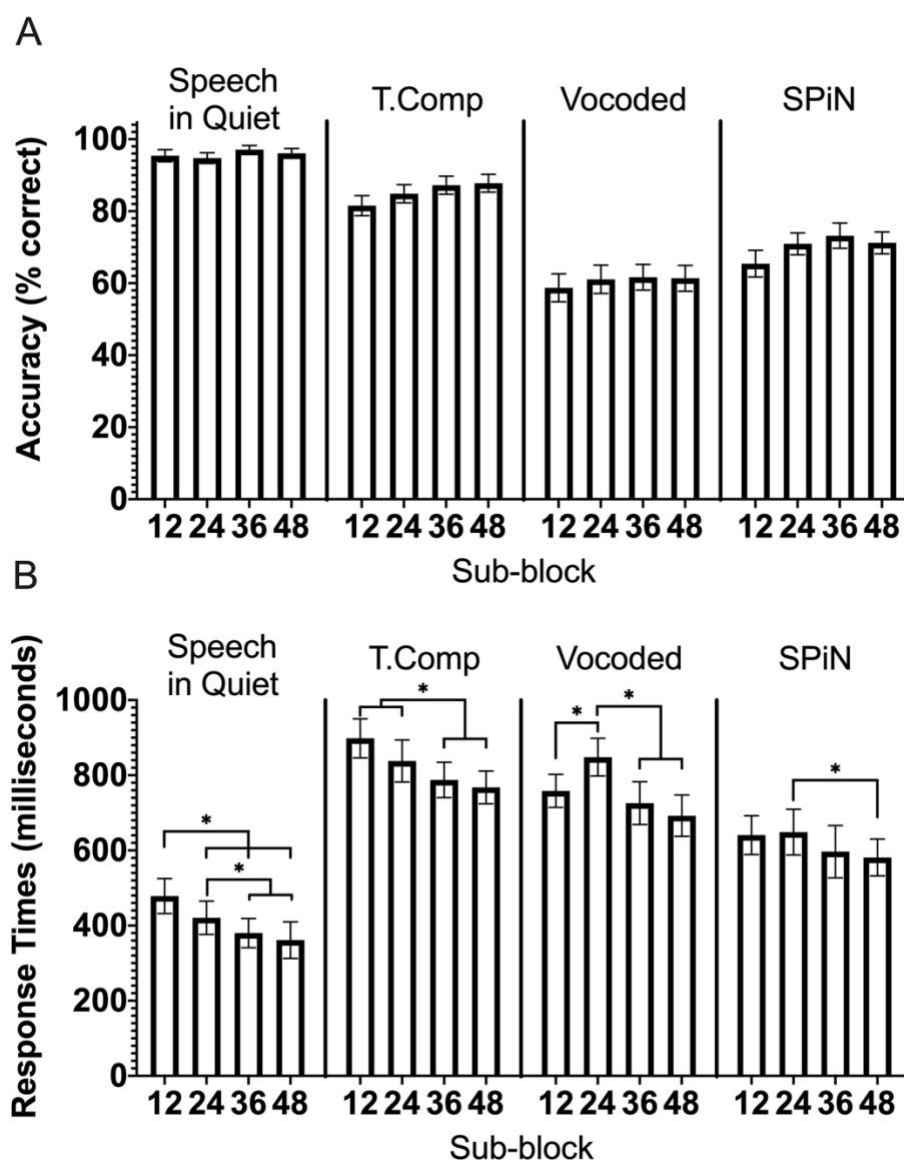 A
Speech
in Quiet
T.Comp
Vocoded
SPiN
Accuracy (% correct)
100
80
60
40
20
0
12 24 36 48 12 24 36 48 12 24 36 48 12 24 36 48
Sub-block
B
Speech
in Quiet
T.Comp
Vocoded
SPiN
Response Times (milliseconds)
1000
800
600
400
200
0
* * * * * *
12 24 36 48 12 24 36 48 12 24 36 48 12 24 36 48
Sub-block